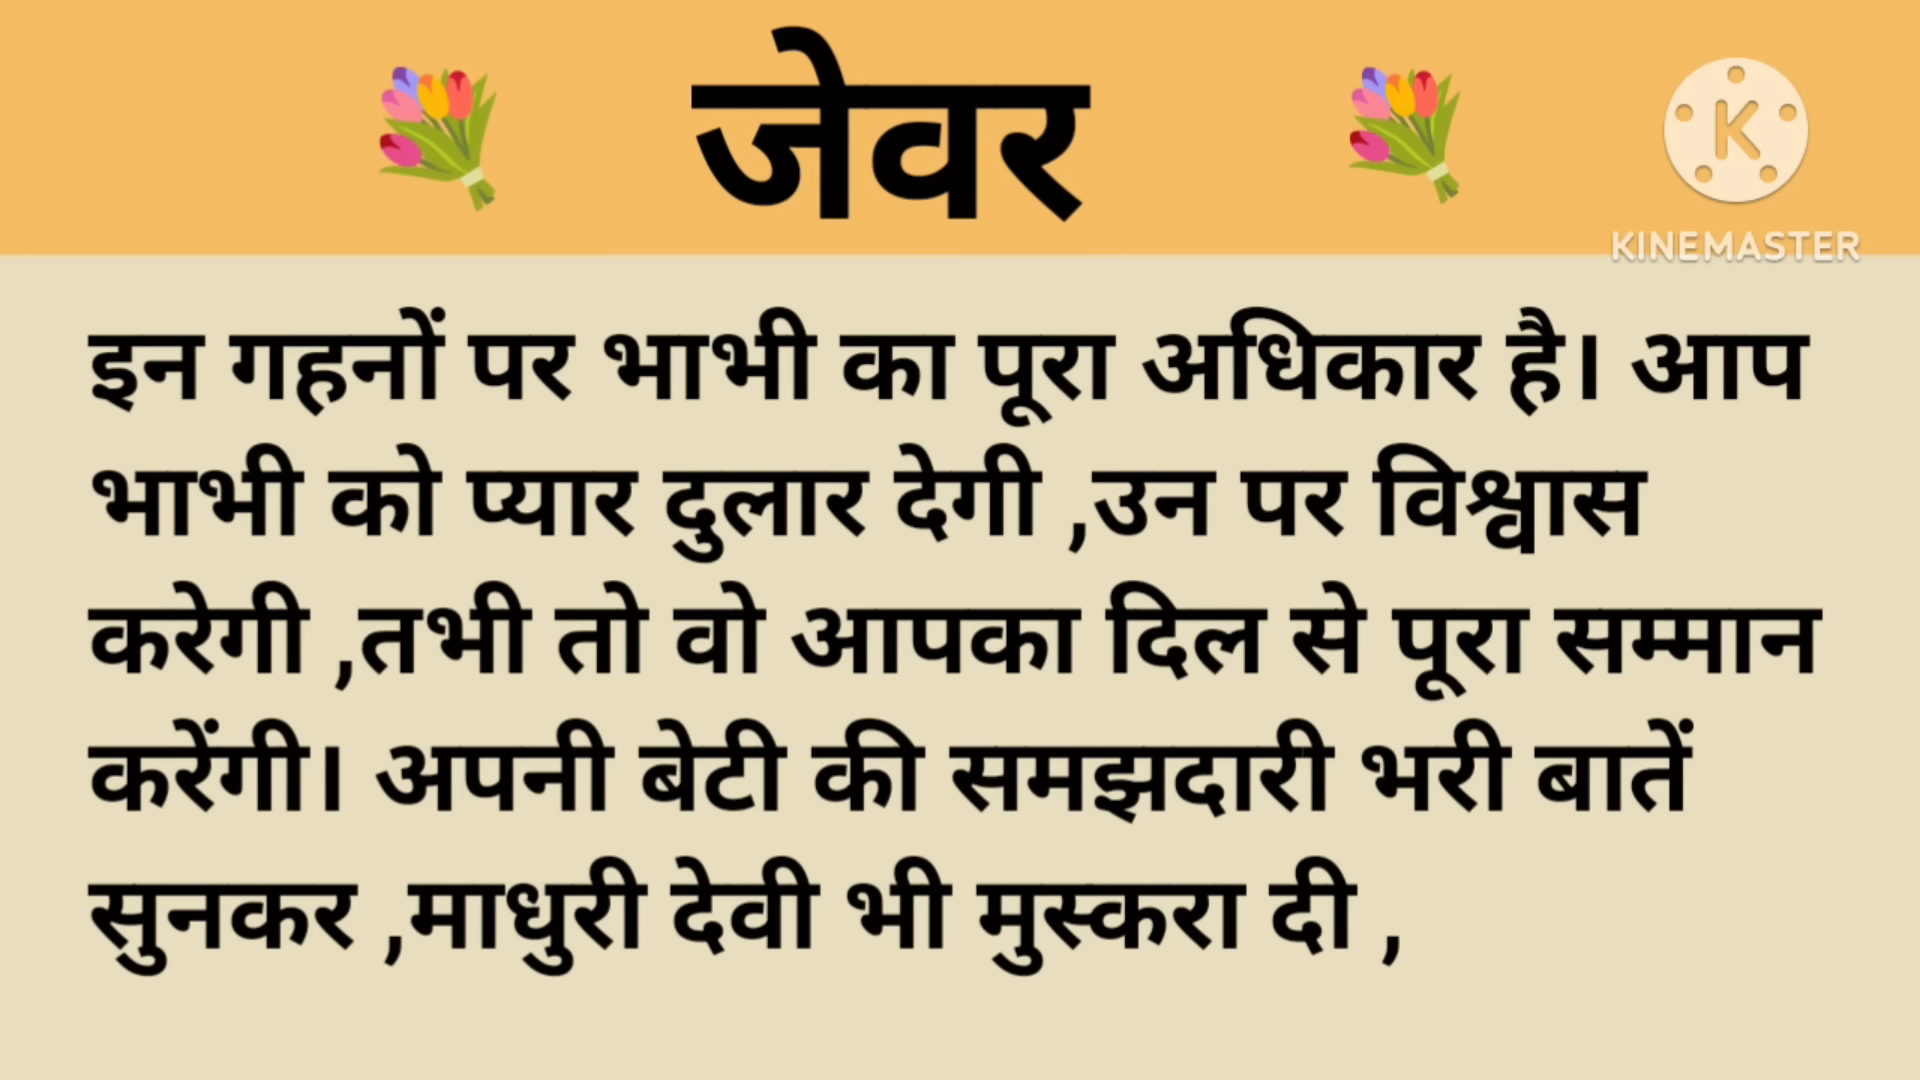 जेवर
KINEMASTER
इन गहनों पर भाभी का पूरा अधिकार है। आप
भाभी को प्यार दुलार देगी ,उन पर विश्वास
करेगी ,तभी तो वो आपका दिल से पूरा सम्मान
करेंगी। अपनी बेटी की समझदारी भरी बातें
सुनकर ,माधुरी देवी भी मुस्करा दी ,